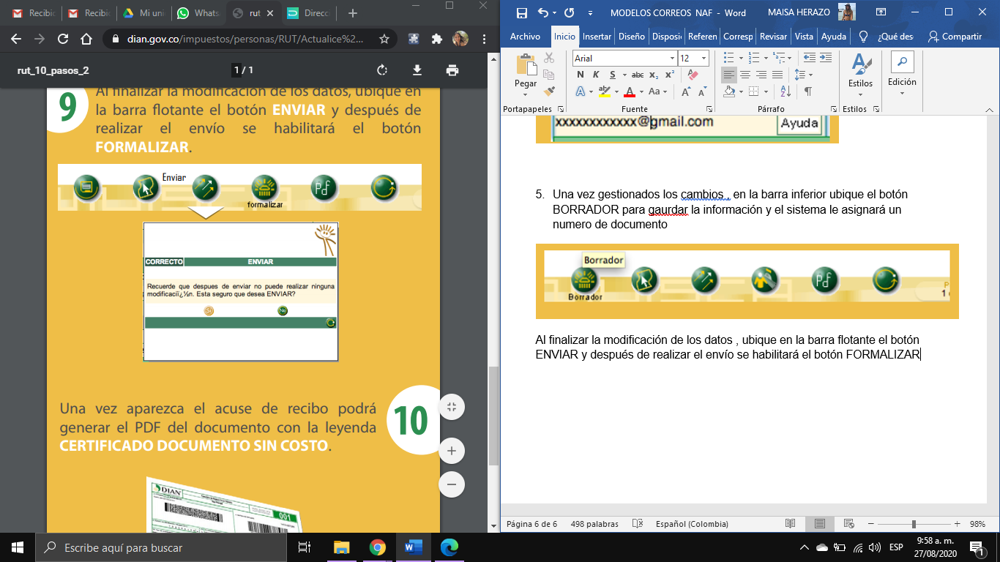 Recibid
Recibid
Mi uni
Whats
rut
Direcc
dian.gov.co/impuestos/personas/RUT/Actualice%2...
rut_10_pasos_2
1 / 1
9
Al finalizar la modificación de los datos, ubique en
la barra flotante el botón ENVIAR y después de
realizar el envío se habilitará el botón
FORMALIZAR.
Enviar
formalizar
Pdf
CORRECTO
ENVIAR
Recuerde que despues de enviar no puede realizar ninguna
modificaciï¿½n. Esta seguro que desea ENVIAR?
Si
No
Una vez aparezca el acuse de recibo podrá
generar el PDF del documento con la leyenda
CERTIFICADO DOCUMENTO SIN COSTO.
10
DIAN
001
MODELOS CORREOS NAF - Word
MAISA HERAZO
Archivo
Inicio
Insertar
Diseño
Disposi
Referen
Corresp
Revisar
Vista
Ayuda
¿Qué des
Compartir
Pegar
Arial
12
N K S abc x₂ x²
A
Aa
Estilos
Edición
Portapapeles
Fuente
Párrafo
Estilos
xxxxxxxxxxxx@gmail.com
Ayuda
5. Una vez gestionados los cambios , en la barra inferior ubique el botón
BORRADOR para gaurdar la información y el sistema le asignará un
numero de documento
Borrador
Borrador
Pdf
Al finalizar la modificación de los datos , ubique en la barra flotante el botón
ENVIAR y después de realizar el envío se habilitará el botón FORMALIZAR
Página 6 de 6
498 palabras
Español (Colombia)
98%
Escribe aquí para buscar
ESP
9:58 a. m.
27/08/2020
1